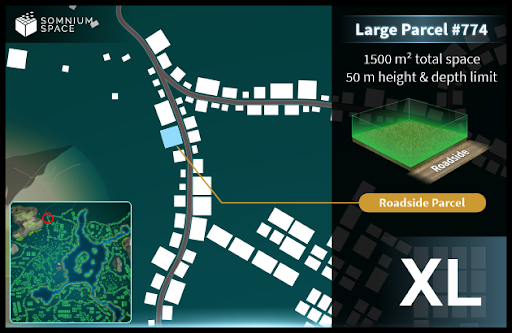 SOMNIUM
SPACE
Large Parcel #774
1500 m² total space
50 m height & depth limit
Roadside
Roadside Parcel
XL